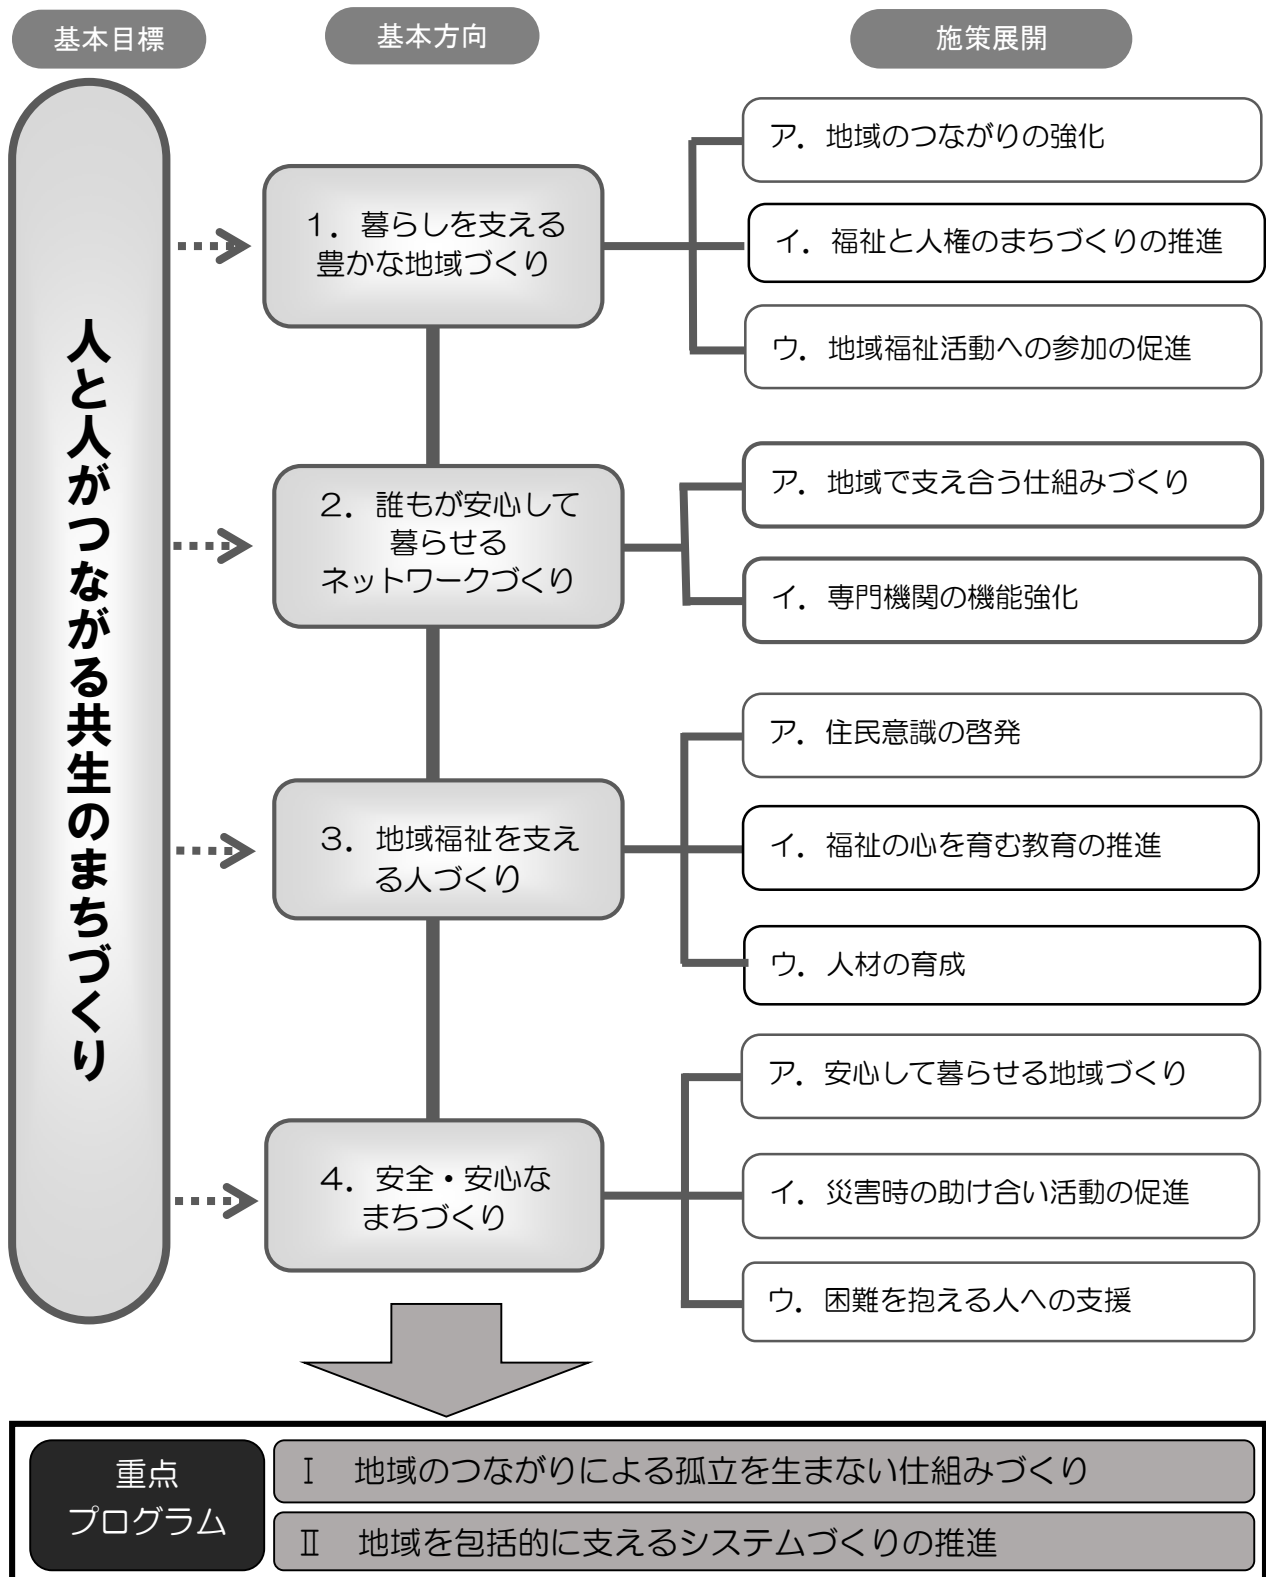 基本目標
基本方向
施策展開
人と人がつながる共生のまちづくり
1．暮らしを支える
豊かな地域づくり
ア．地域のつながりの強化
イ．福祉と人権のまちづくりの推進
ウ．地域福祉活動への参加の促進
2．誰もが安心して
暮らせる
ネットワークづくり
ア．地域で支え合う仕組みづくり
イ．専門機関の機能強化
3．地域福祉を支え
る人づくり
ア．住民意識の啓発
イ．福祉の心を育む教育の推進
ウ．人材の育成
4．安全・安心な
まちづくり
ア．安心して暮らせる地域づくり
イ．災害時の助け合い活動の促進
ウ．困難を抱える人への支援
重点
プログラム
Ⅰ　地域のつながりによる孤立を生まない仕組みづくり
Ⅱ　地域を包括的に支えるシステムづくりの推進